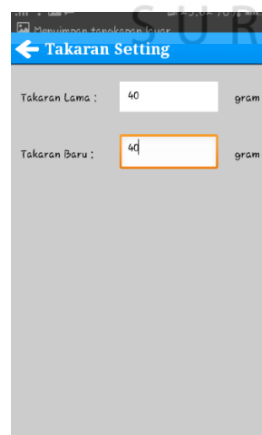 S U R
Menyimpan tangkapan layar
Takaran Setting
Takaran Lama : 40 gram
Takaran Baru : 40 gram